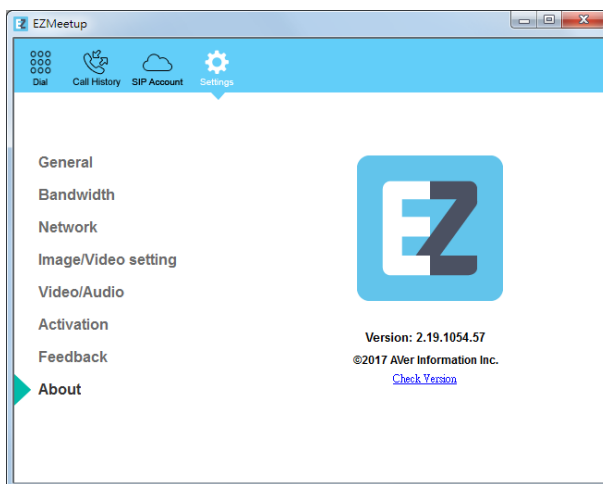 EZMeetup
Dial
Call History
SIP Account
Settings
General
Bandwidth
Network
Image/Video setting
Video/Audio
Activation
Feedback
About
EZ
Version: 2.19.1054.57
©2017 AVer Information Inc.
Check Version